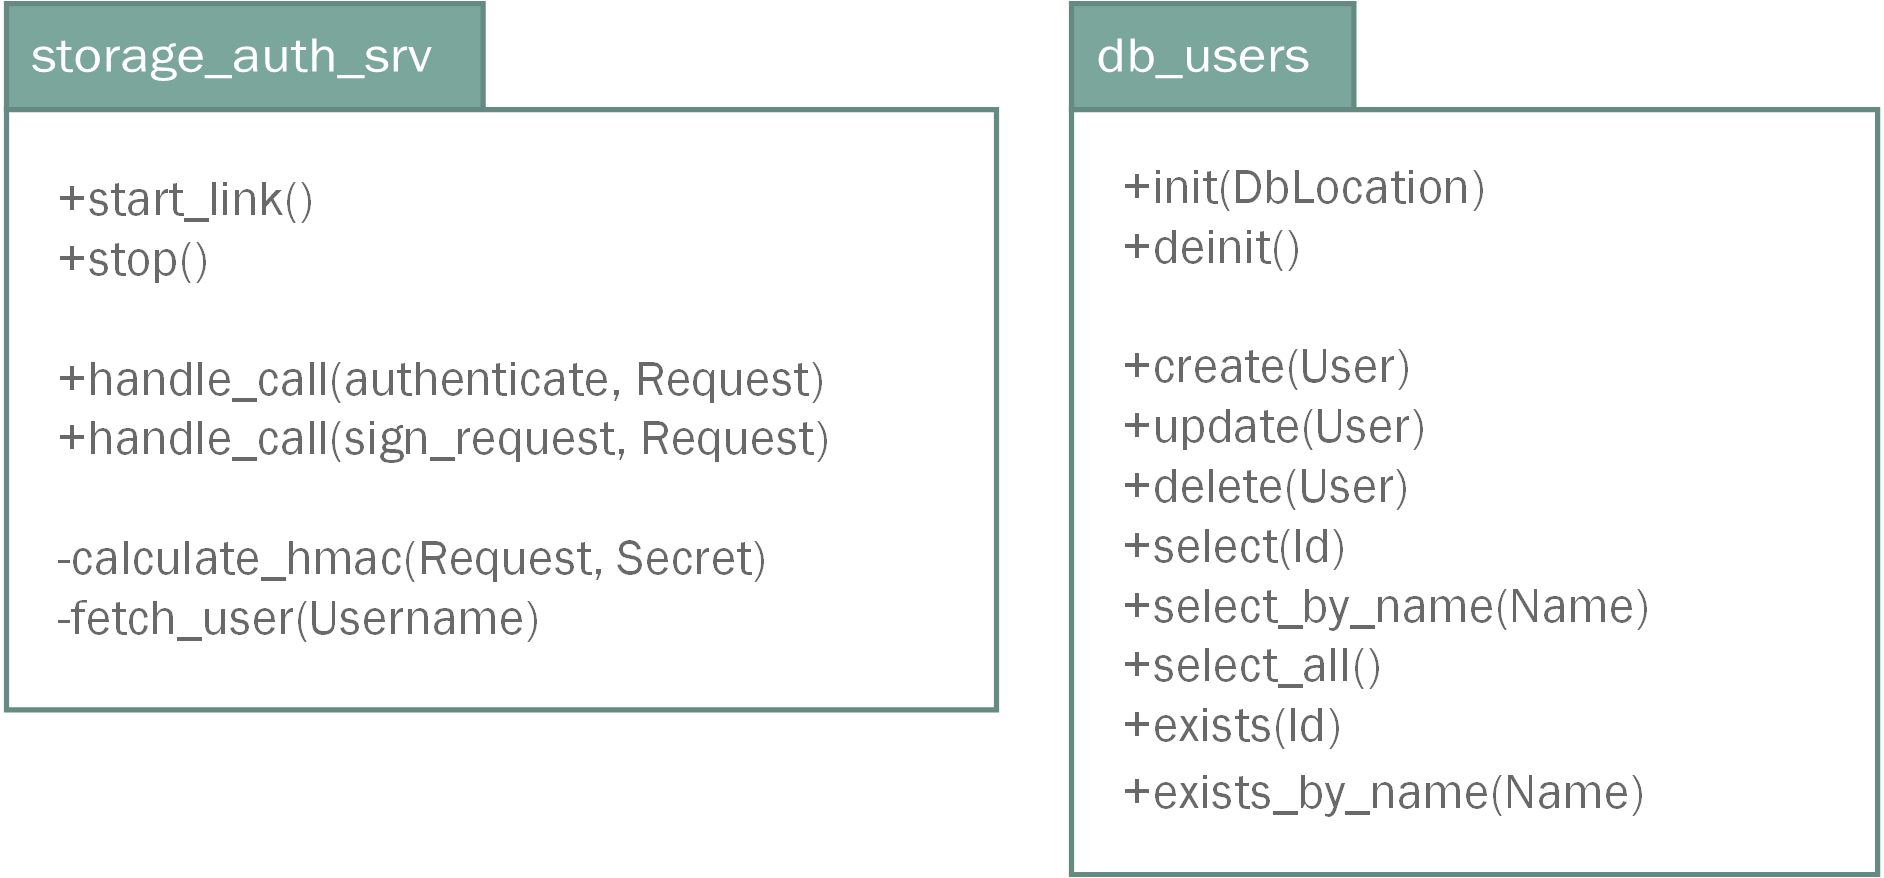 storage_auth_srv
+start_link()
+stop()
+handle_call(authenticate, Request)
+handle_call(sign_request, Request)
-calculate_hmac(Request, Secret)
-fetch_user(Username)
db_users
+init(DbLocation)
+deinit()
+create(User)
+update(User)
+delete(User)
+select(Id)
+select_by_name(Name)
+select_all()
+exists(Id)
+exists_by_name(Name)